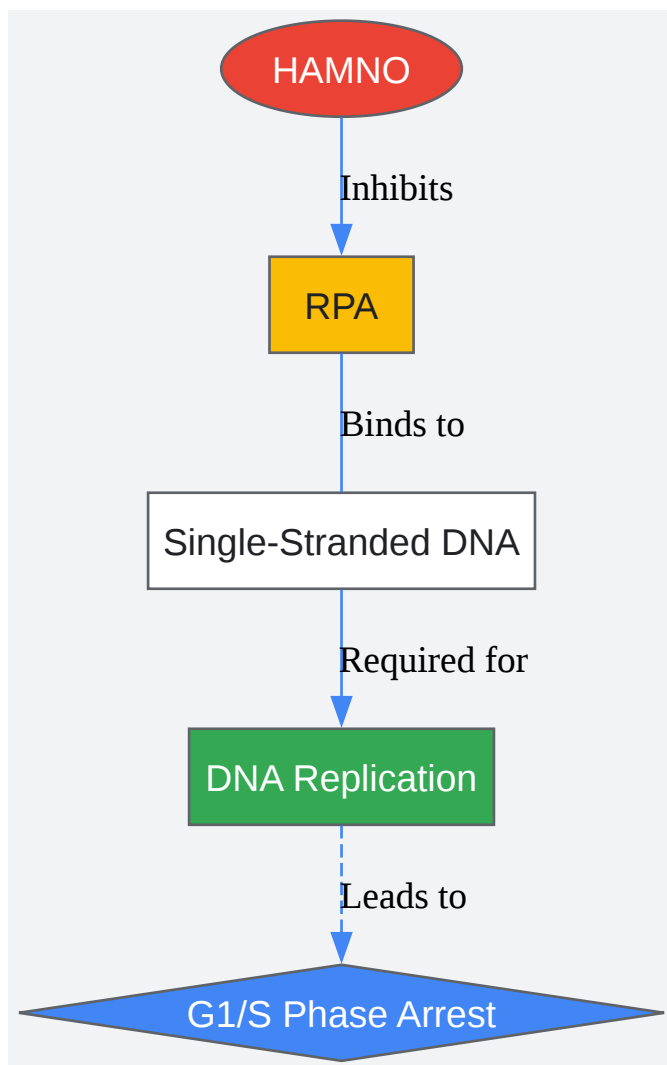 HAMNO
Inhibits
RPA
Binds to
Single-Stranded DNA
Required for
DNA Replication
Leads to
G1/S Phase Arrest